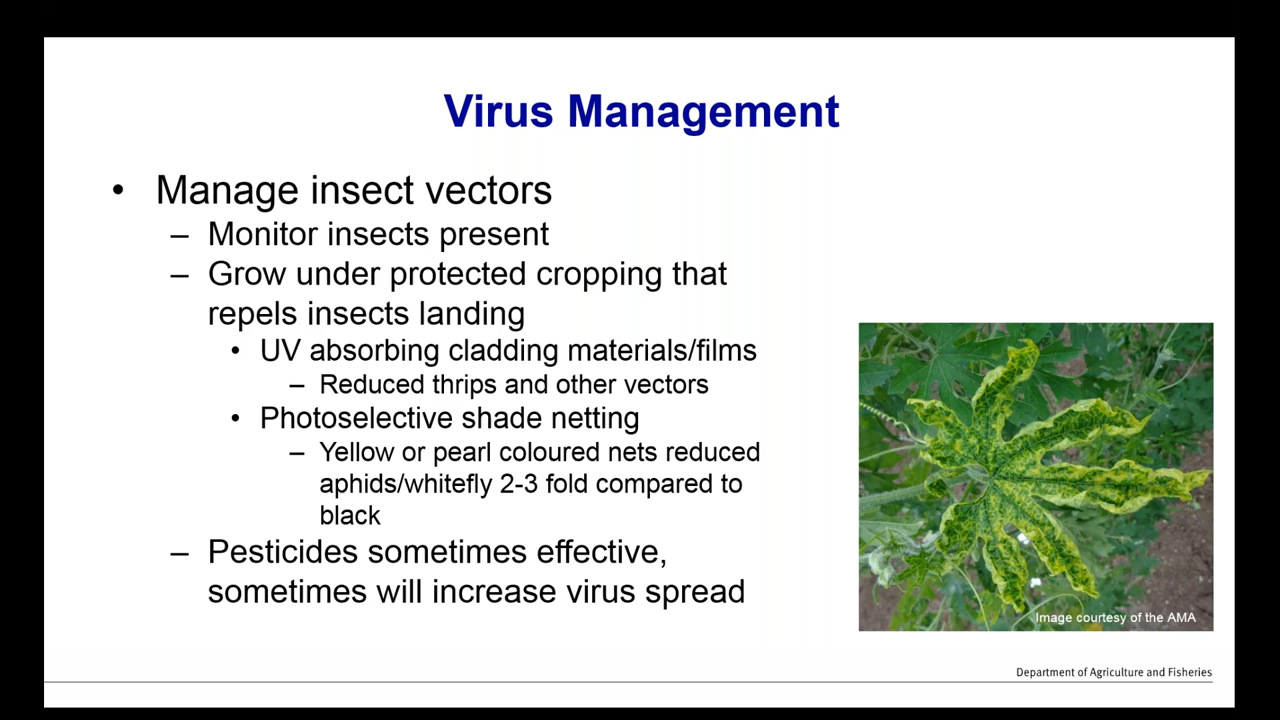 Virus Management
• Manage insect vectors
– Monitor insects present
– Grow under protected cropping that
repels insects landing
• UV absorbing cladding materials/films
– Reduced thrips and other vectors
• Photoselective shade netting
– Yellow or pearl coloured nets reduced
aphids/whitefly 2-3 fold compared to
black
– Pesticides sometimes effective,
sometimes will increase virus spread
Image courtesy of the AMA
Department of Agriculture and Fisheries